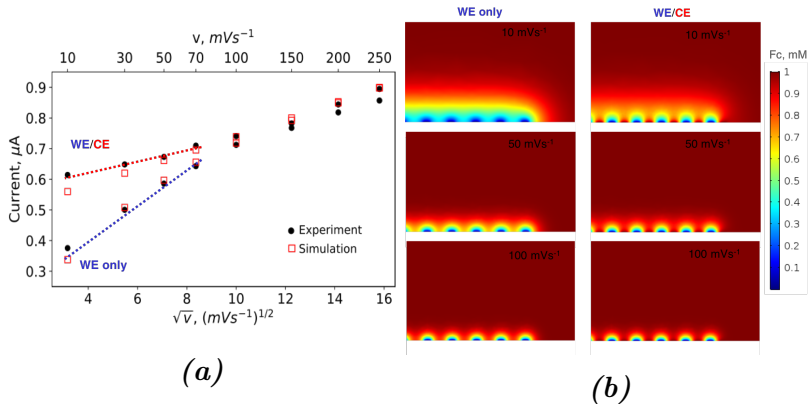 v, mVs⁻¹
10 30 50 70 100 150 200 250
0.9
0.8
0.7
0.6
0.5
0.4
0.3
Current, µA
WE/CE
WE only
Experiment
Simulation
4 6 8 10 12 14 16
√v, (mVs⁻¹)¹ᐟ²
(a)
WE only WE/CE
10 mVs⁻¹ 10 mVs⁻¹
50 mVs⁻¹ 50 mVs⁻¹
100 mVs⁻¹ 100 mVs⁻¹
Fc, mM
1
0.9
0.8
0.7
0.6
0.5
0.4
0.3
0.2
0.1
0
(b)